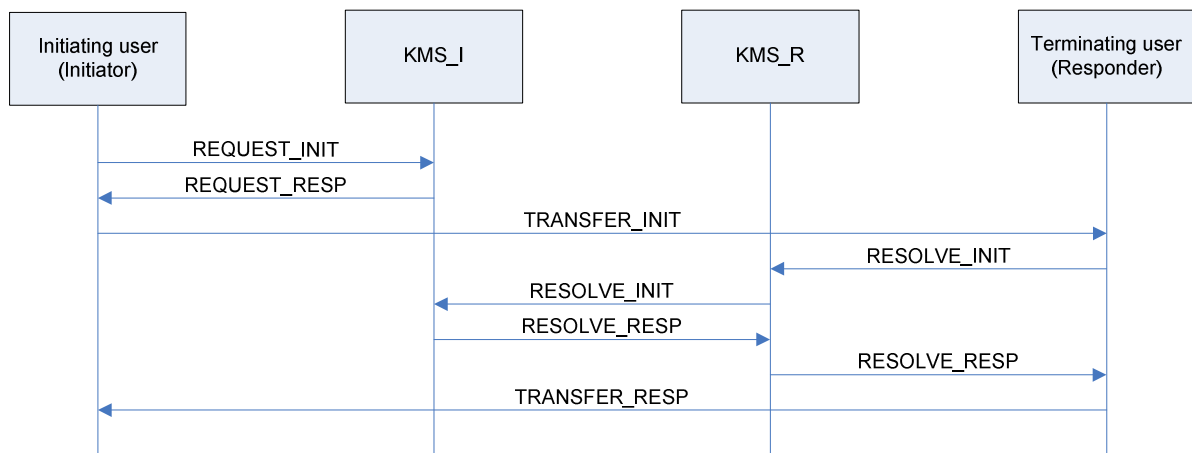 Initiating user
(Initiator)
KMS_I
KMS_R
Terminating user
(Responder)
REQUEST_INIT
REQUEST_RESP
TRANSFER_INIT
RESOLVE_INIT
RESOLVE_INIT
RESOLVE_RESP
RESOLVE_RESP
TRANSFER_RESP